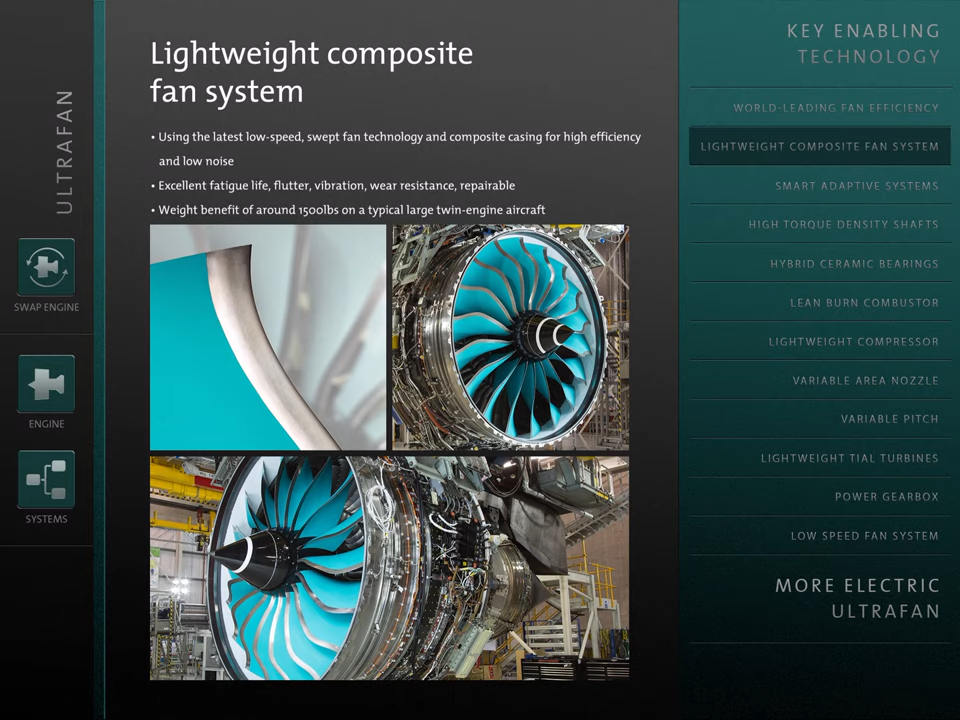 ULTRAFAN
SWAP ENGINE
ENGINE
SYSTEMS
Lightweight composite
fan system
• Using the latest low-speed, swept fan technology and composite casing for high efficiency
and low noise
• Excellent fatigue life, flutter, vibration, wear resistance, repairable
• Weight benefit of around 1500lbs on a typical large twin-engine aircraft
KEY ENABLING
TECHNOLOGY
WORLD-LEADING FAN EFFICIENCY
LIGHTWEIGHT COMPOSITE FAN SYSTEM
SMART ADAPTIVE SYSTEMS
HIGH TORQUE DENSITY SHAFTS
HYBRID CERAMIC BEARINGS
LEAN BURN COMBUSTOR
LIGHTWEIGHT COMPRESSOR
VARIABLE AREA NOZZLE
VARIABLE PITCH
LIGHTWEIGHT TIAL TURBINES
POWER GEARBOX
LOW SPEED FAN SYSTEM
MORE ELECTRIC
ULTRAFAN